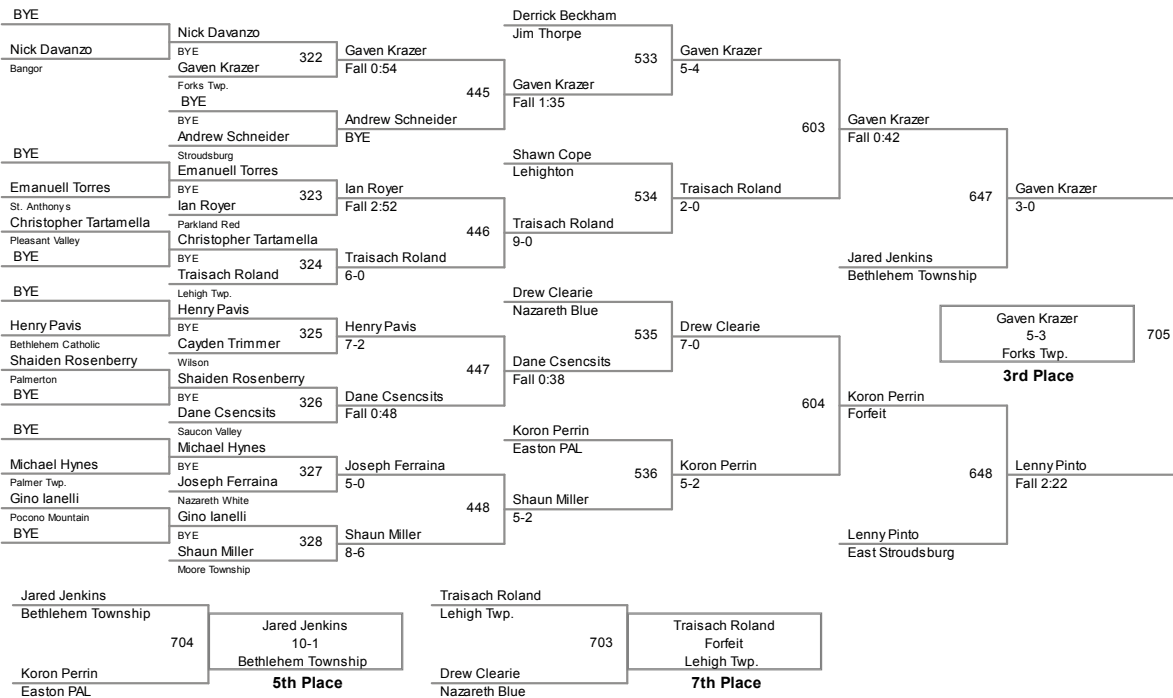 BYE
Nick Davanzo
Bangor
BYE
Emanuell Torres
St. Anthonys
Christopher Tartamella
Pleasant Valley
BYE
BYE
Henry Pavis
Bethlehem Catholic
Shaiden Rosenberry
Palmerton
BYE
BYE
Michael Hynes
Palmer Twp.
Gino Ianelli
Pocono Mountain
BYE
Nick Davanzo
BYE
322
Gaven Krazer
Forks Twp.
BYE
BYE
Andrew Schneider
Stroudsburg
Emanuell Torres
BYE
323
Ian Royer
Parkland Red
Christopher Tartamella
BYE
324
Traisach Roland
Lehigh Twp.
Henry Pavis
BYE
325
Cayden Trimmer
Wilson
Shaiden Rosenberry
BYE
326
Dane Csencsits
Saucon Valley
Michael Hynes
BYE
327
Joseph Ferraina
Nazareth White
Gino Ianelli
BYE
328
Shaun Miller
Moore Township
Gaven Krazer
Fall 0:54
445
Andrew Schneider
BYE
Ian Royer
Fall 2:52
446
Traisach Roland
6-0
Henry Pavis
7-2
447
Dane Csencsits
Fall 0:48
Joseph Ferraina
5-0
448
Shaun Miller
8-6
Derrick Beckham
Jim Thorpe
533
Gaven Krazer
Fall 1:35
Shawn Cope
Lehighton
534
Traisach Roland
9-0
Drew Clearie
Nazareth Blue
535
Dane Csencsits
Fall 0:38
Koron Perrin
Easton PAL
536
Shaun Miller
5-2
Gaven Krazer
5-4
603
Traisach Roland
2-0
Drew Clearie
7-0
604
Koron Perrin
5-2
Gaven Krazer
Fall 0:42
647
Jared Jenkins
Bethlehem Township
Koron Perrin
Forfeit
648
Lenny Pinto
East Stroudsburg
Gaven Krazer
3-0
Gaven Krazer
5-3
705
Forks Twp.
3rd Place
Lenny Pinto
Fall 2:22
Jared Jenkins
Bethlehem Township
704
Koron Perrin
Easton PAL
Jared Jenkins
10-1
Bethlehem Township
5th Place
Traisach Roland
Lehigh Twp.
703
Drew Clearie
Nazareth Blue
Traisach Roland
Forfeit
Lehigh Twp.
7th Place